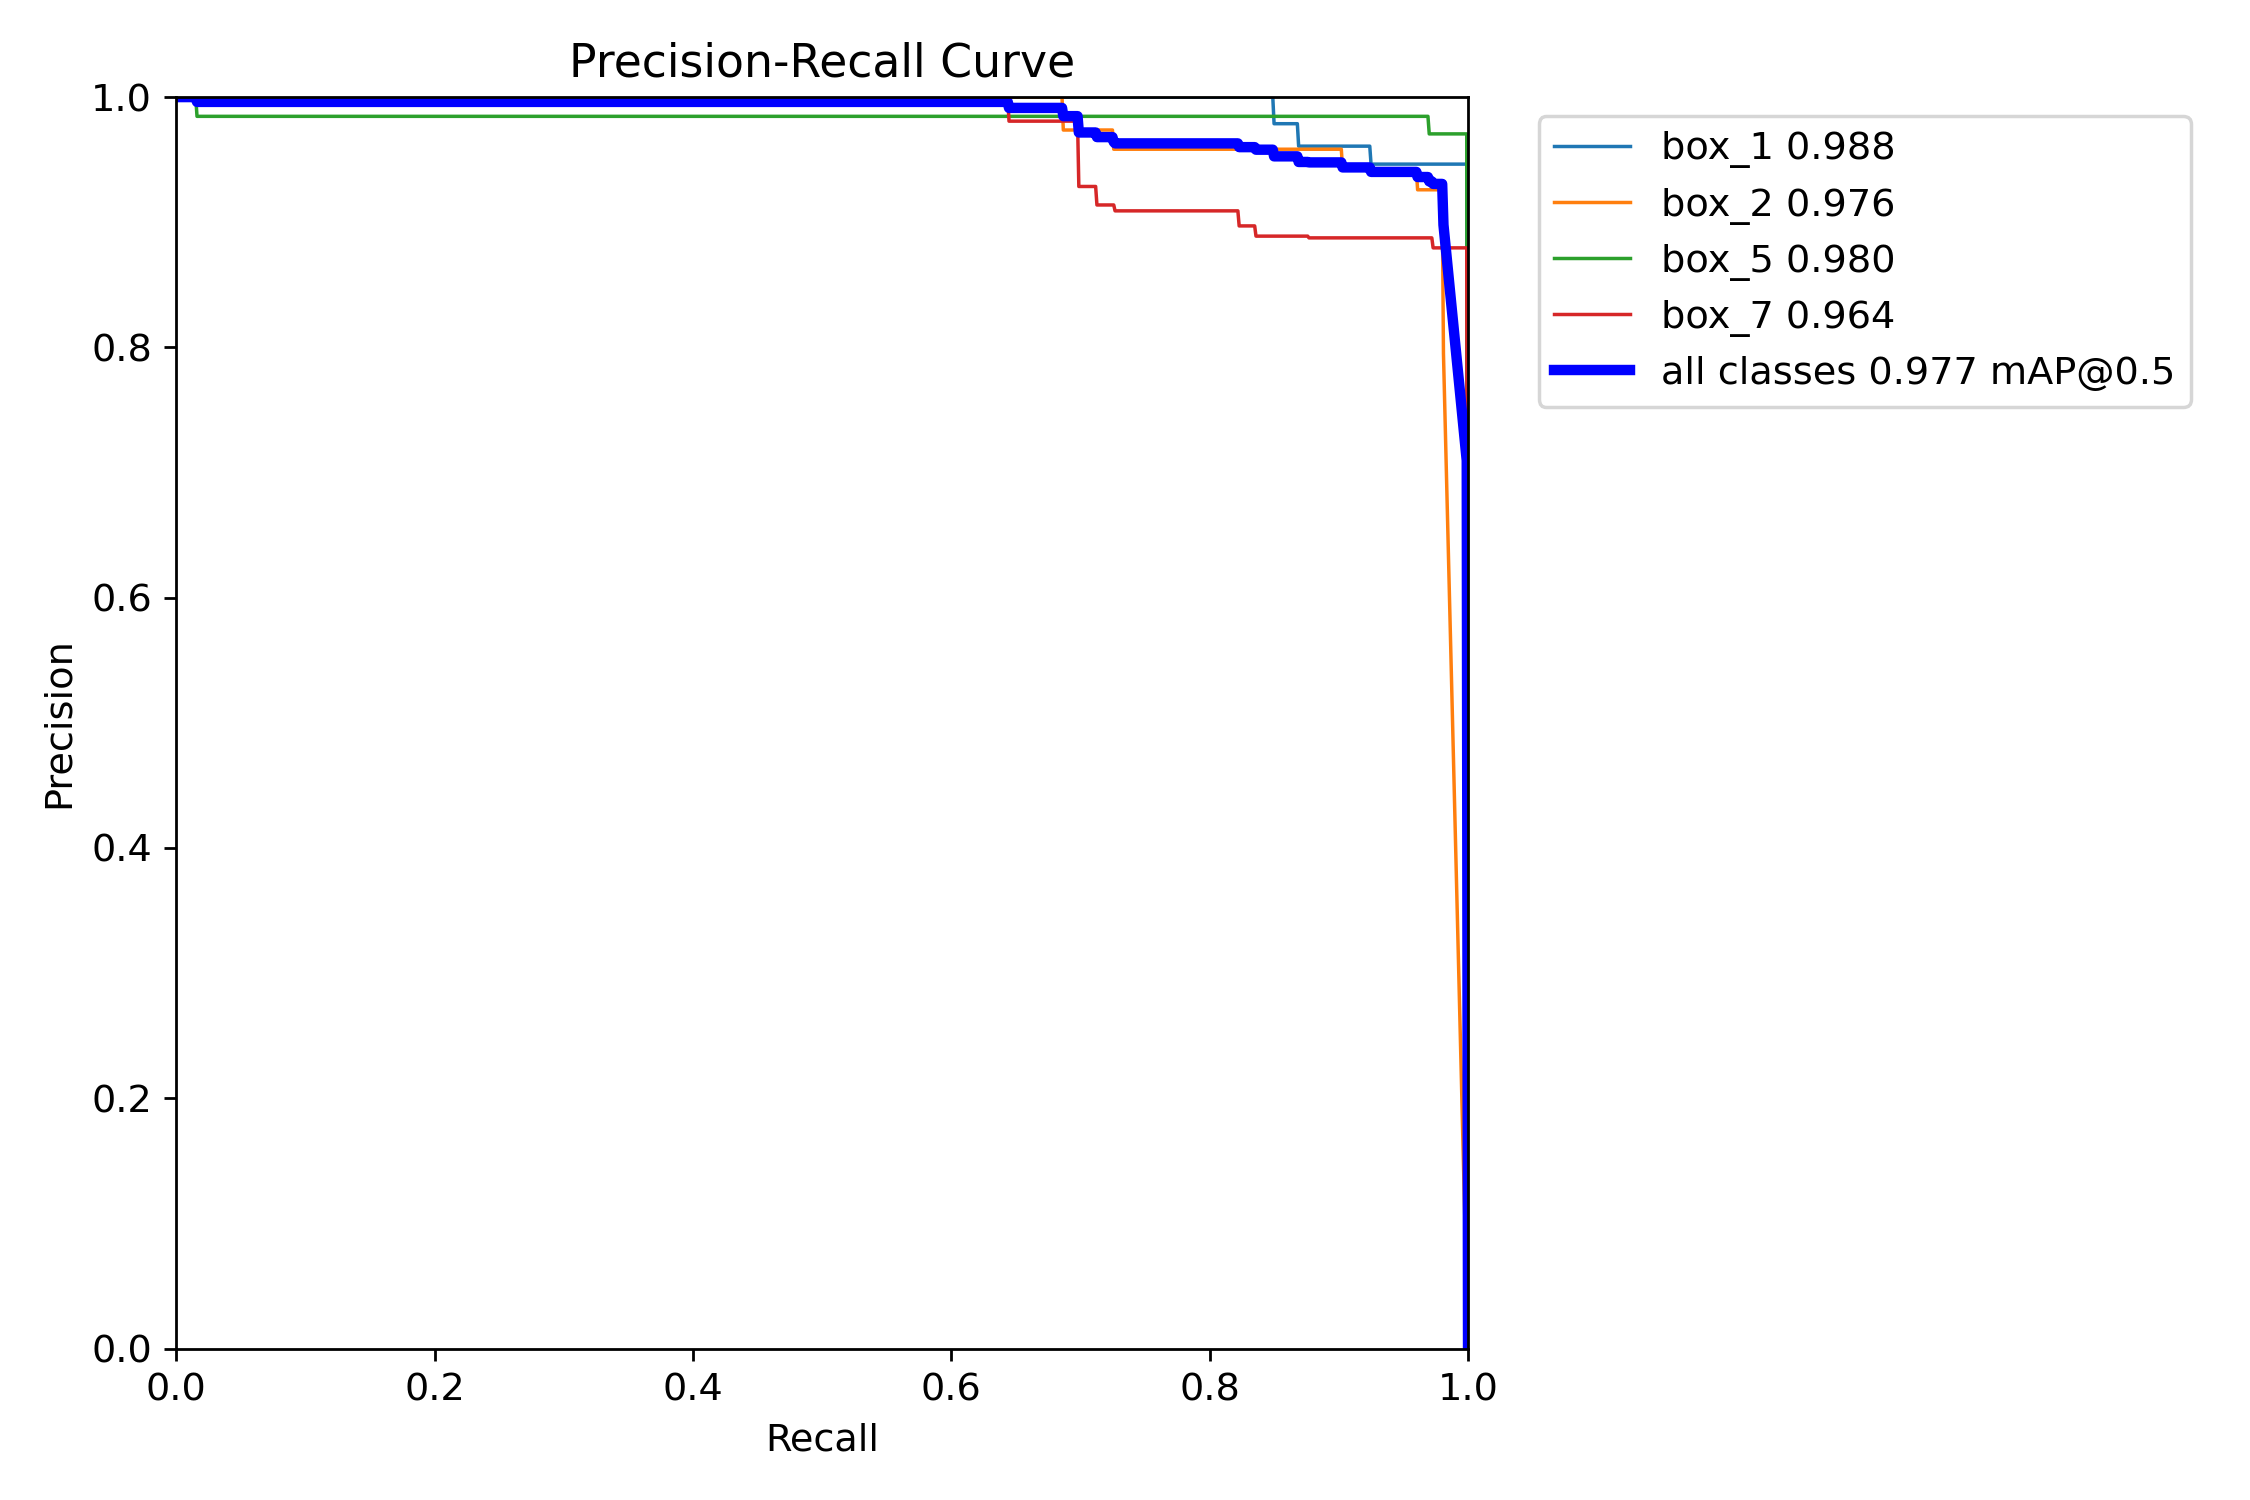 Precision-Recall Curve
1.0
0.8
0.6
0.4
0.2
0.0
Precision
0.0 0.2 0.4 0.6 0.8 1.0
Recall
box_1 0.988
box_2 0.976
box_5 0.980
box_7 0.964
all classes 0.977 mAP@0.5